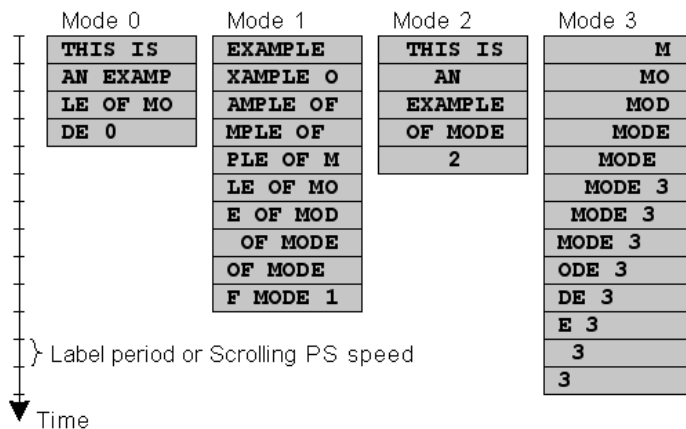 Mode 0
THIS IS
AN EXAMP
LE OF MO
DE 0
Mode 1
EXAMPLE
XAMPLE O
AMPLE OF
MPLE OF
PLE OF M
LE OF MO
E OF MOD
OF MODE
OF MODE
F MODE 1
Mode 2
THIS IS
AN
EXAMPLE
OF MODE
2
Mode 3
M
MO
MOD
MODE
MODE
MODE 3
MODE 3
MODE 3
ODE 3
DE 3
E 3
3
3
Label period or Scrolling PS speed
Time